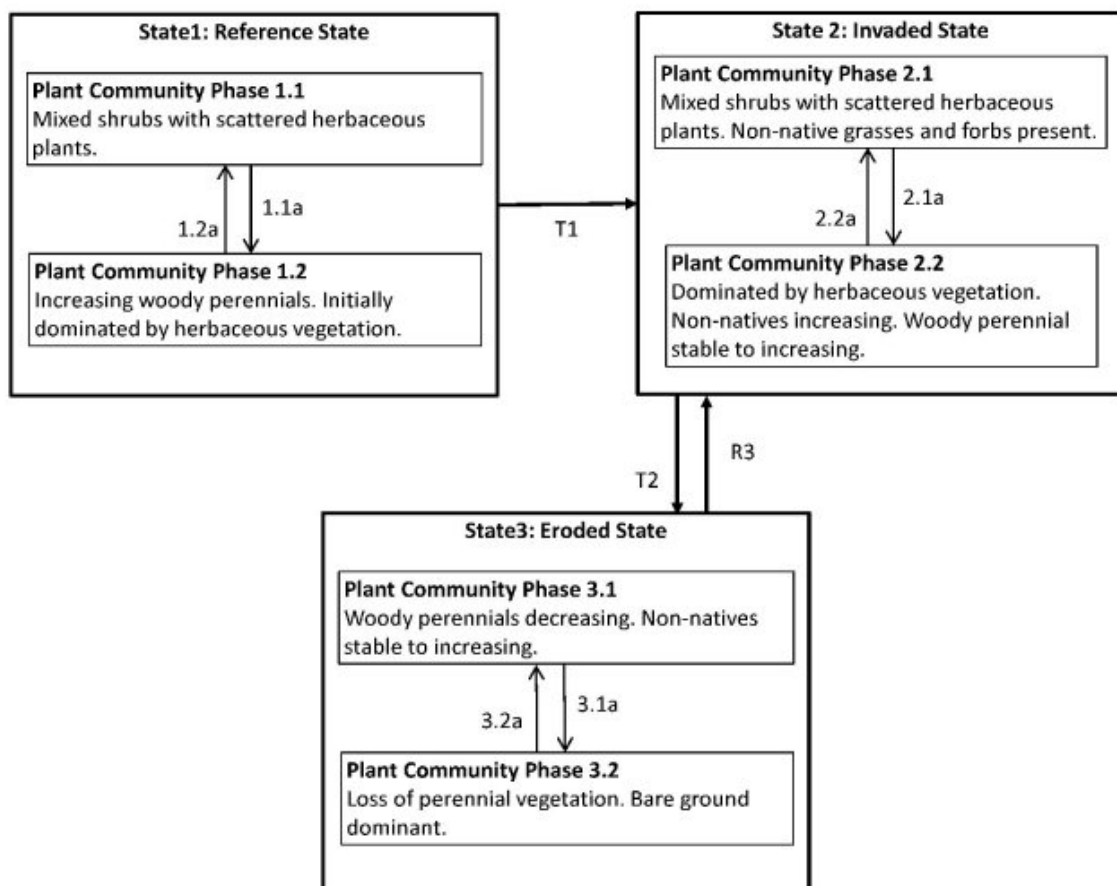 State1: Reference State
Plant Community Phase 1.1
Mixed shrubs with scattered herbaceous
plants.
1.2a
1.1a
Plant Community Phase 1.2
Increasing woody perennials. Initially
dominated by herbaceous vegetation.
T1
State 2: Invaded State
Plant Community Phase 2.1
Mixed shrubs with scattered herbaceous
plants. Non-native grasses and forbs present.
2.2a
2.1a
Plant Community Phase 2.2
Dominated by herbaceous vegetation.
Non-natives increasing. Woody perennial
stable to increasing.
T2
R3
State3: Eroded State
Plant Community Phase 3.1
Woody perennials decreasing. Non-natives
stable to increasing.
3.2a
3.1a
Plant Community Phase 3.2
Loss of perennial vegetation. Bare ground
dominant.